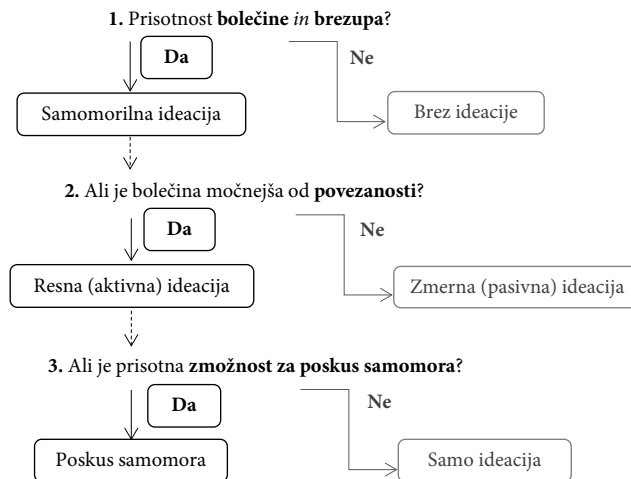 1. Prisotnost bolečine in brezupa?
Da
Ne
Samomorilna ideacija
Brez ideacije
2. Ali je bolečina močnejša od povezanosti?
Da
Ne
Resna (aktivna) ideacija
Zmerna (pasivna) ideacija
3. Ali je prisotna zmožnost za poskus samomora?
Da
Ne
Poskus samomora
Samo ideacija